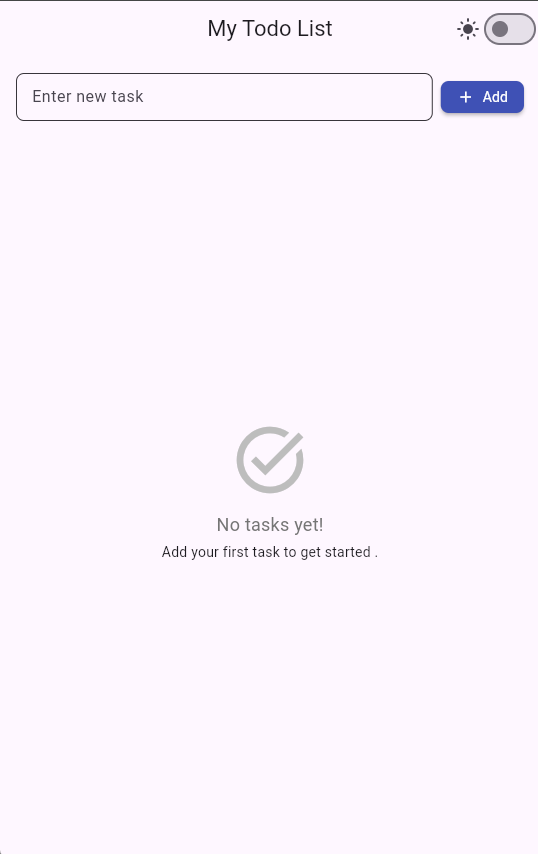 My Todo List
Enter new task
Add
No tasks yet!
Add your first task to get started .